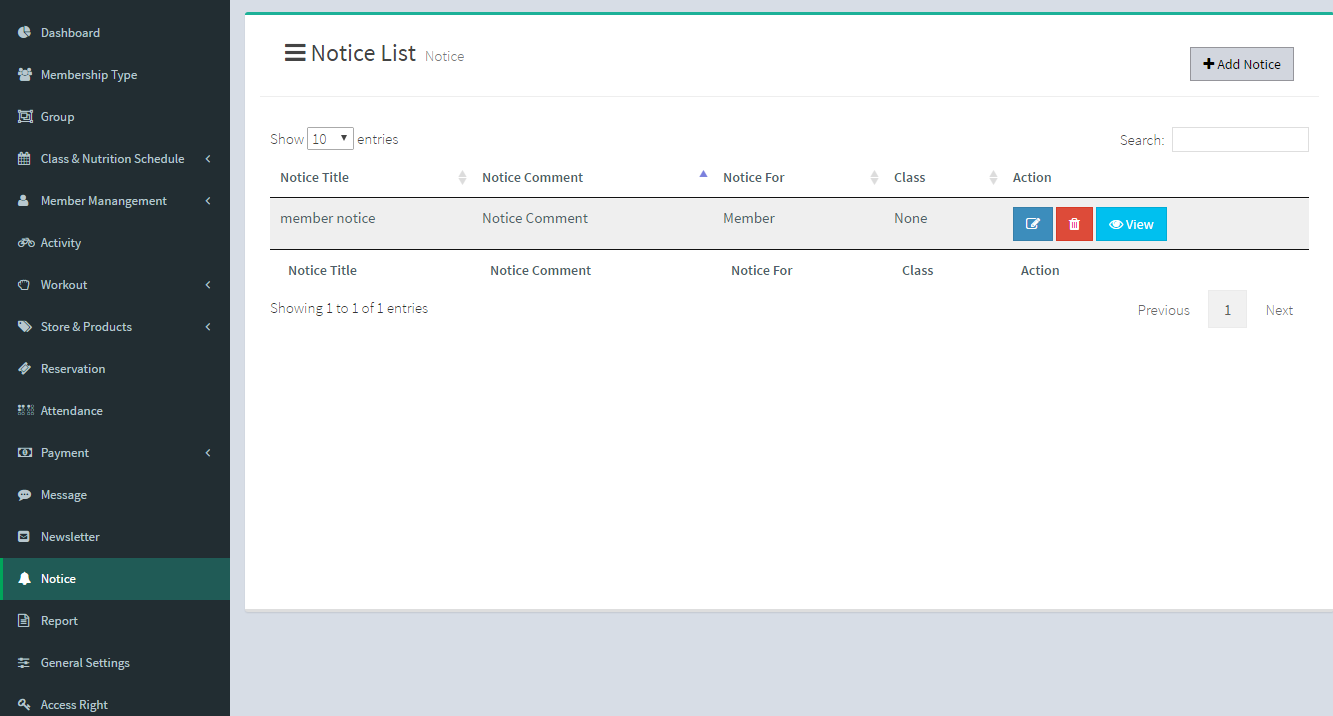 Dashboard
Membership Type
Group
Class & Nutrition Schedule
Member Manangement
Activity
Workout
Store & Products
Reservation
Attendance
Payment
Message
Newsletter
Notice
Report
General Settings
Access Right
Notice List Notice
Add Notice
Show 10 entries
Search:
Notice Title Notice Comment Notice For Class Action
member notice Notice Comment Member None View
Notice Title Notice Comment Notice For Class Action
Showing 1 to 1 of 1 entries
Previous 1 Next